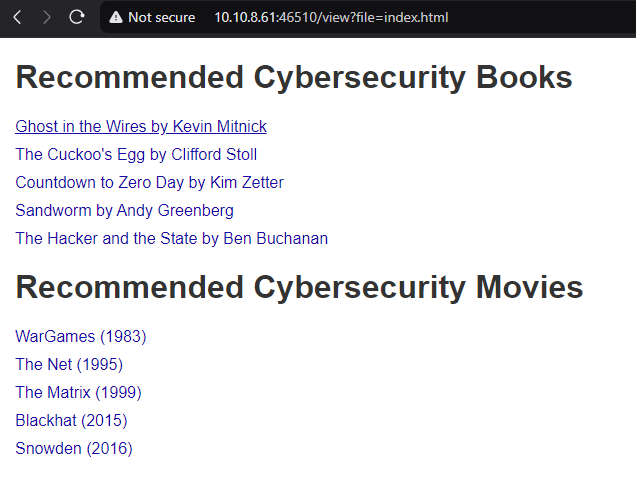 Not secure 10.10.8.61:46510/view?file=index.html
Recommended Cybersecurity Books
Ghost in the Wires by Kevin Mitnick
The Cuckoo's Egg by Clifford Stoll
Countdown to Zero Day by Kim Zetter
Sandworm by Andy Greenberg
The Hacker and the State by Ben Buchanan
Recommended Cybersecurity Movies
WarGames (1983)
The Net (1995)
The Matrix (1999)
Blackhat (2015)
Snowden (2016)